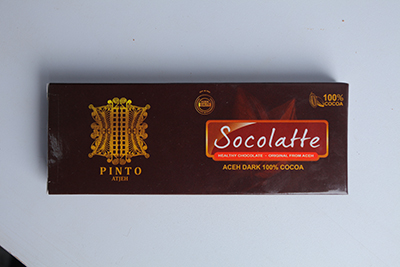 PINTO
ATJEH
100%
COCOA
Socolatte
HEALTHY CHOCOLATE - ORIGINAL FROM ACEH
ACEH DARK 100% COCOA